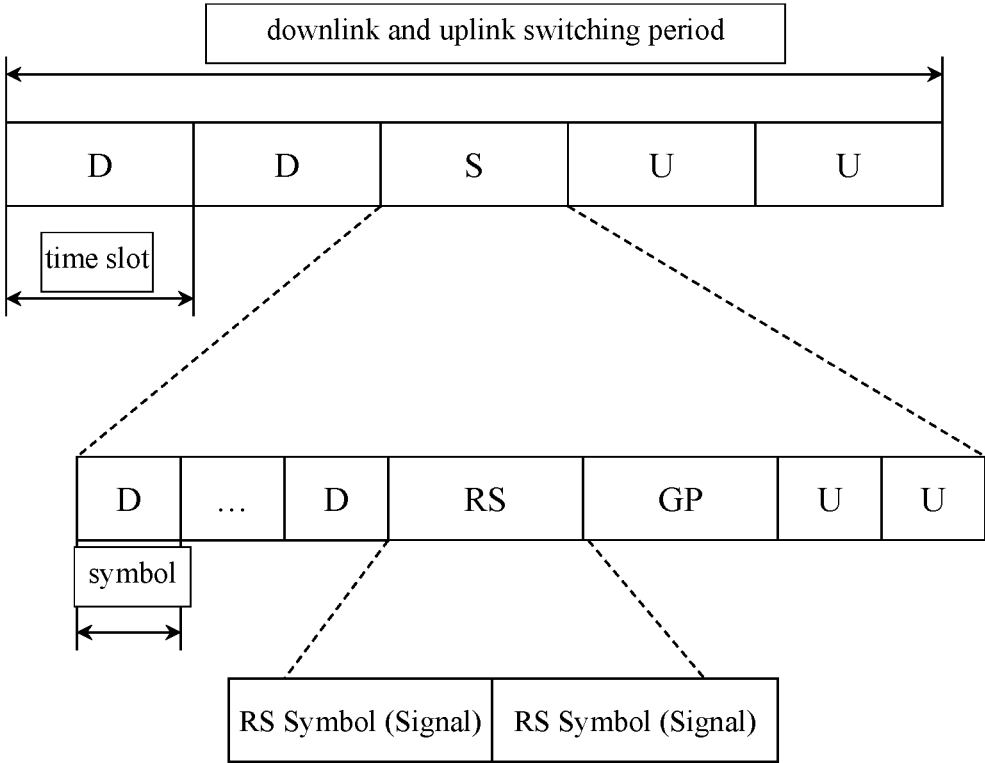 downlink and uplink switching period
D D S U U
time slot
D ... D RS GP U U
symbol
RS Symbol (Signal) RS Symbol (Signal)